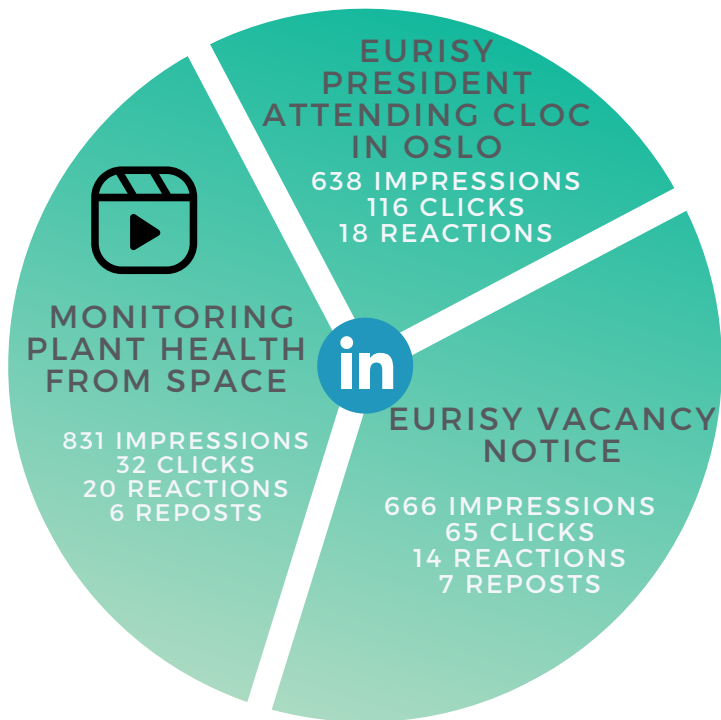 EURISY
PRESIDENT
ATTENDING CLOC
IN OSLO
638 IMPRESSIONS
116 CLICKS
18 REACTIONS
MONITORING
PLANT HEALTH
FROM SPACE
831 IMPRESSIONS
32 CLICKS
20 REACTIONS
6 REPOSTS
in
EURISY VACANCY
NOTICE
666 IMPRESSIONS
65 CLICKS
14 REACTIONS
7 REPOSTS